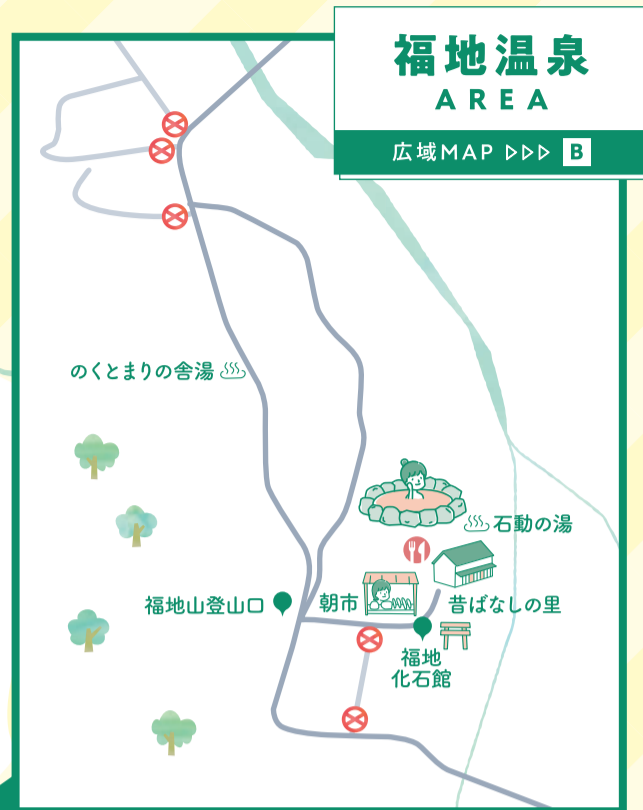 福地温泉
AREA
広域MAP ▷▷▷ B
のくとまりの舎湯
石動の湯
福地山登山口
朝市
昔ばなしの里
福地
化石館